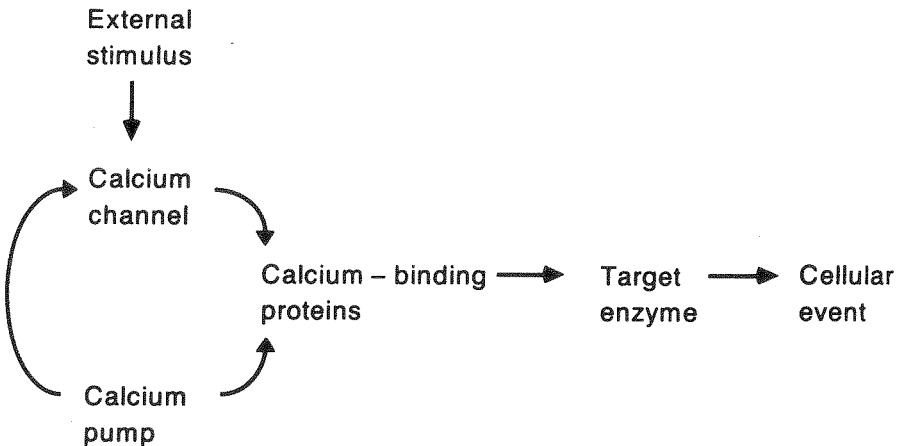 External
stimulus
Calcium
channel
Calcium – binding
proteins
Target
enzyme
Cellular
event
Calcium
pump